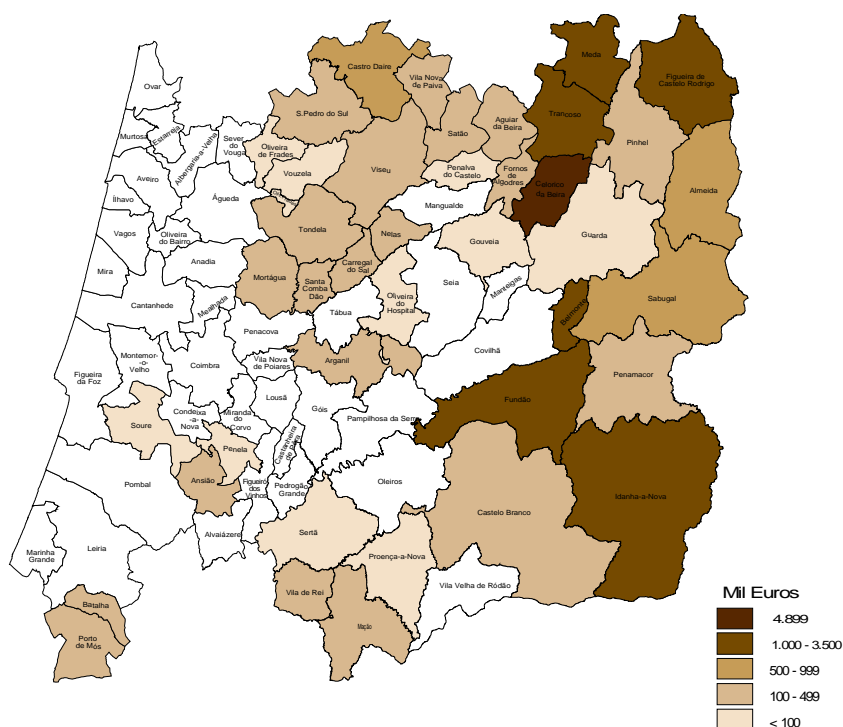 Ovar
Castro Daire
Vila Nova
de Paiva
Meda
Figueira de
Castelo Rodrigo
S.Pedro do Sul
Trancoso
Aguiar
da Beira
Murtosa
Estarreja
Albergaria-a-Velha
Sever
do
Vouga
Oliveira
de Frades
Satão
Pinhel
Viseu
Vouzela
Penalva
do Castelo
Fornos
de
Algodres
Celorico
da Beira
Almeida
Aveiro
Ílhavo
Águeda
Mangualde
Vagos
Oliveira
do Bairro
Tondela
Nelas
Gouveia
Guarda
Anadia
Mira
Mortágua
Santa
Comba
Dão
Carregal
do Sal
Seia
Manteigas
Sabugal
Cantanhede
Mealhada
Oliveira
do
Hospital
Tábua
Belmonte
Penacova
Covilhã
Montemor-
-o-
Velho
Coimbra
Vila Nova
de Poiares
Arganil
Penamacor
Figueira
da Foz
Lousã
Fundão
Góis
Soure
Condeixa
-a-
Nova
Miranda
do
Corvo
Pampilhosa da Serra
Castanheira
de Pêra
Penela
Pombal
Ansião
Figueiró
dos
Vinhos
Pedrogão
Grande
Oleiros
Idanha-a-Nova
Castelo Branco
Alvaiázere
Sertã
Leiria
Marinha
Grande
Proença-a-Nova
Vila Velha de Ródão
Vila de Rei
Batalha
Porto
de Mós
Mação
Mil Euros
4.899
1.000 - 3.500
500 - 999
100 - 499
< 100